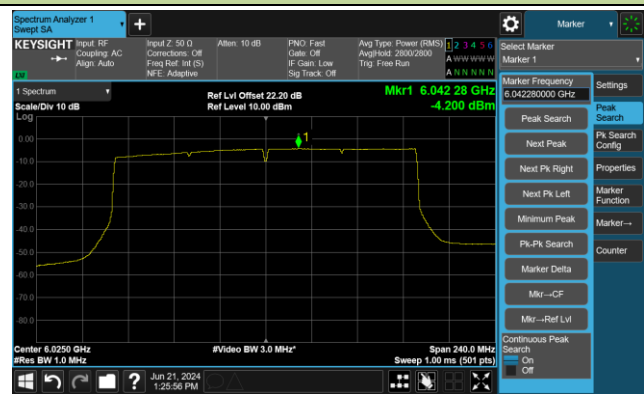 Spectrum Analyzer 1
Swept SA
Marker
KEYSIGHT
Input: RF
Coupling: AC
Align: Auto
Input Z: 50 Ω
Corrections: Off
Freq Ref: Int (S)
NFE: Adaptive
Atten: 10 dB
PNO: Fast
Gate: Off
IF Gain: Low
Sig Track: Off
Avg Type: Power (RMS)
Avg|Hold: 2800/2800
Trig: Free Run
1 2 3 4 5 6
A W W W W W
A N N N N N
Select Marker
Marker 1
1 Spectrum
Scale/Div 10 dB
Log
Ref Lvl Offset 22.20 dB
Ref Level 10.00 dBm
Mkr1 6.042 28 GHz
-4.200 dBm
1
0.00
-10.0
-20.0
-30.0
-40.0
-50.0
-60.0
-70.0
-80.0
Center 6.0250 GHz
#Res BW 1.0 MHz
#Video BW 3.0 MHz*
Span 240.0 MHz
Sweep 1.00 ms (501 pts)
Jun 21, 2024
1:25:56 PM
Marker Frequency
6.042280000 GHz
Peak Search
Next Peak
Next Pk Right
Next Pk Left
Minimum Peak
Pk-Pk Search
Marker Delta
Mkr→CF
Mkr→Ref Lvl
Continuous Peak
Search
On
Off
Settings
Peak
Search
Pk Search
Config
Properties
Marker
Function
Marker→
Counter